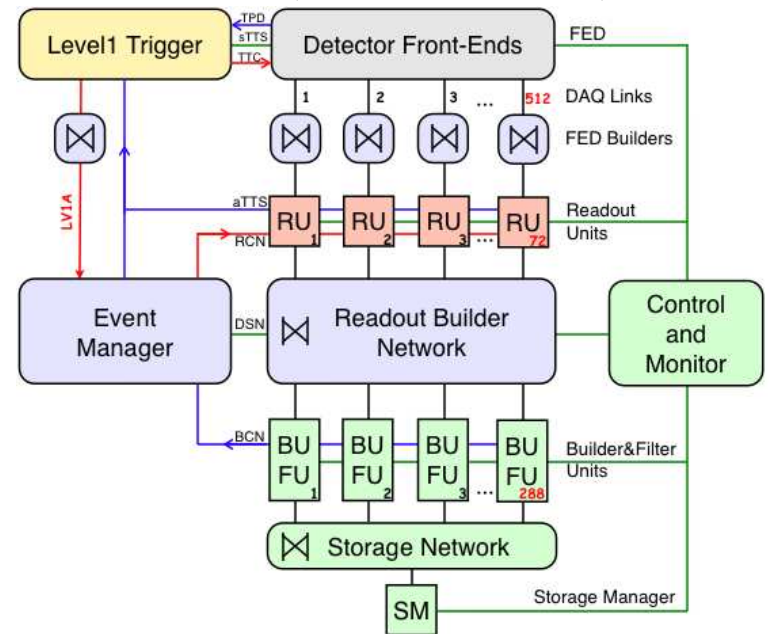 Level1 Trigger
TPD
sTTS
TTC
Detector Front-Ends
FED
1
2
3
...
512
DAQ Links
FED Builders
LV1A
aTTS
RCN
RU
1
RU
2
RU
3
...
RU
72
Readout
Units
Event
Manager
DSN
Readout Builder
Network
Control
and
Monitor
BCN
BU
FU
1
BU
FU
2
BU
FU
3
...
BU
FU
288
Builder&Filter
Units
Storage Network
SM
Storage Manager